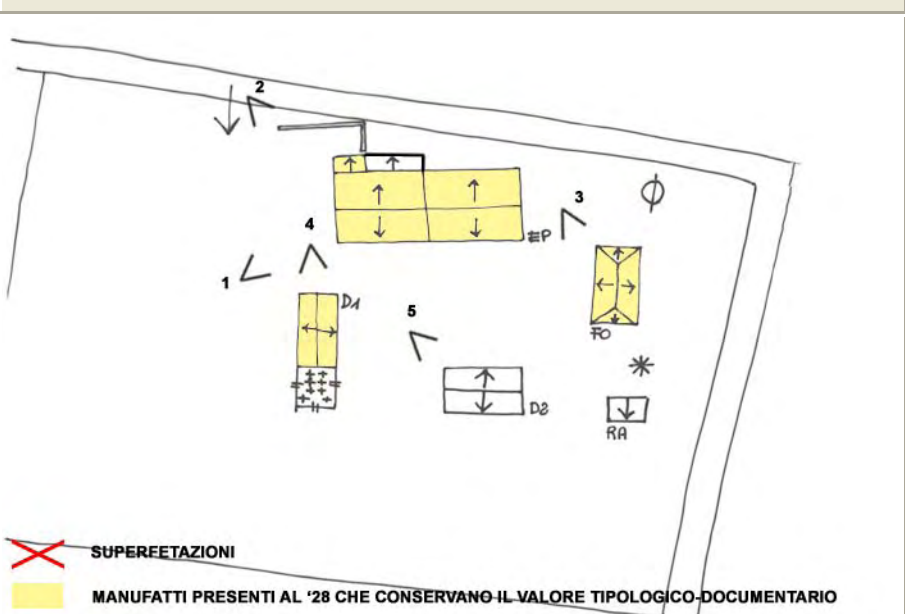 2
3
4
EP
1
D1
5
FO
D2
RA
SUPERFETAZIONI
MANUFATTI PRESENTI AL '28 CHE CONSERVANO IL VALORE TIPOLOGICO-DOCUMENTARIO